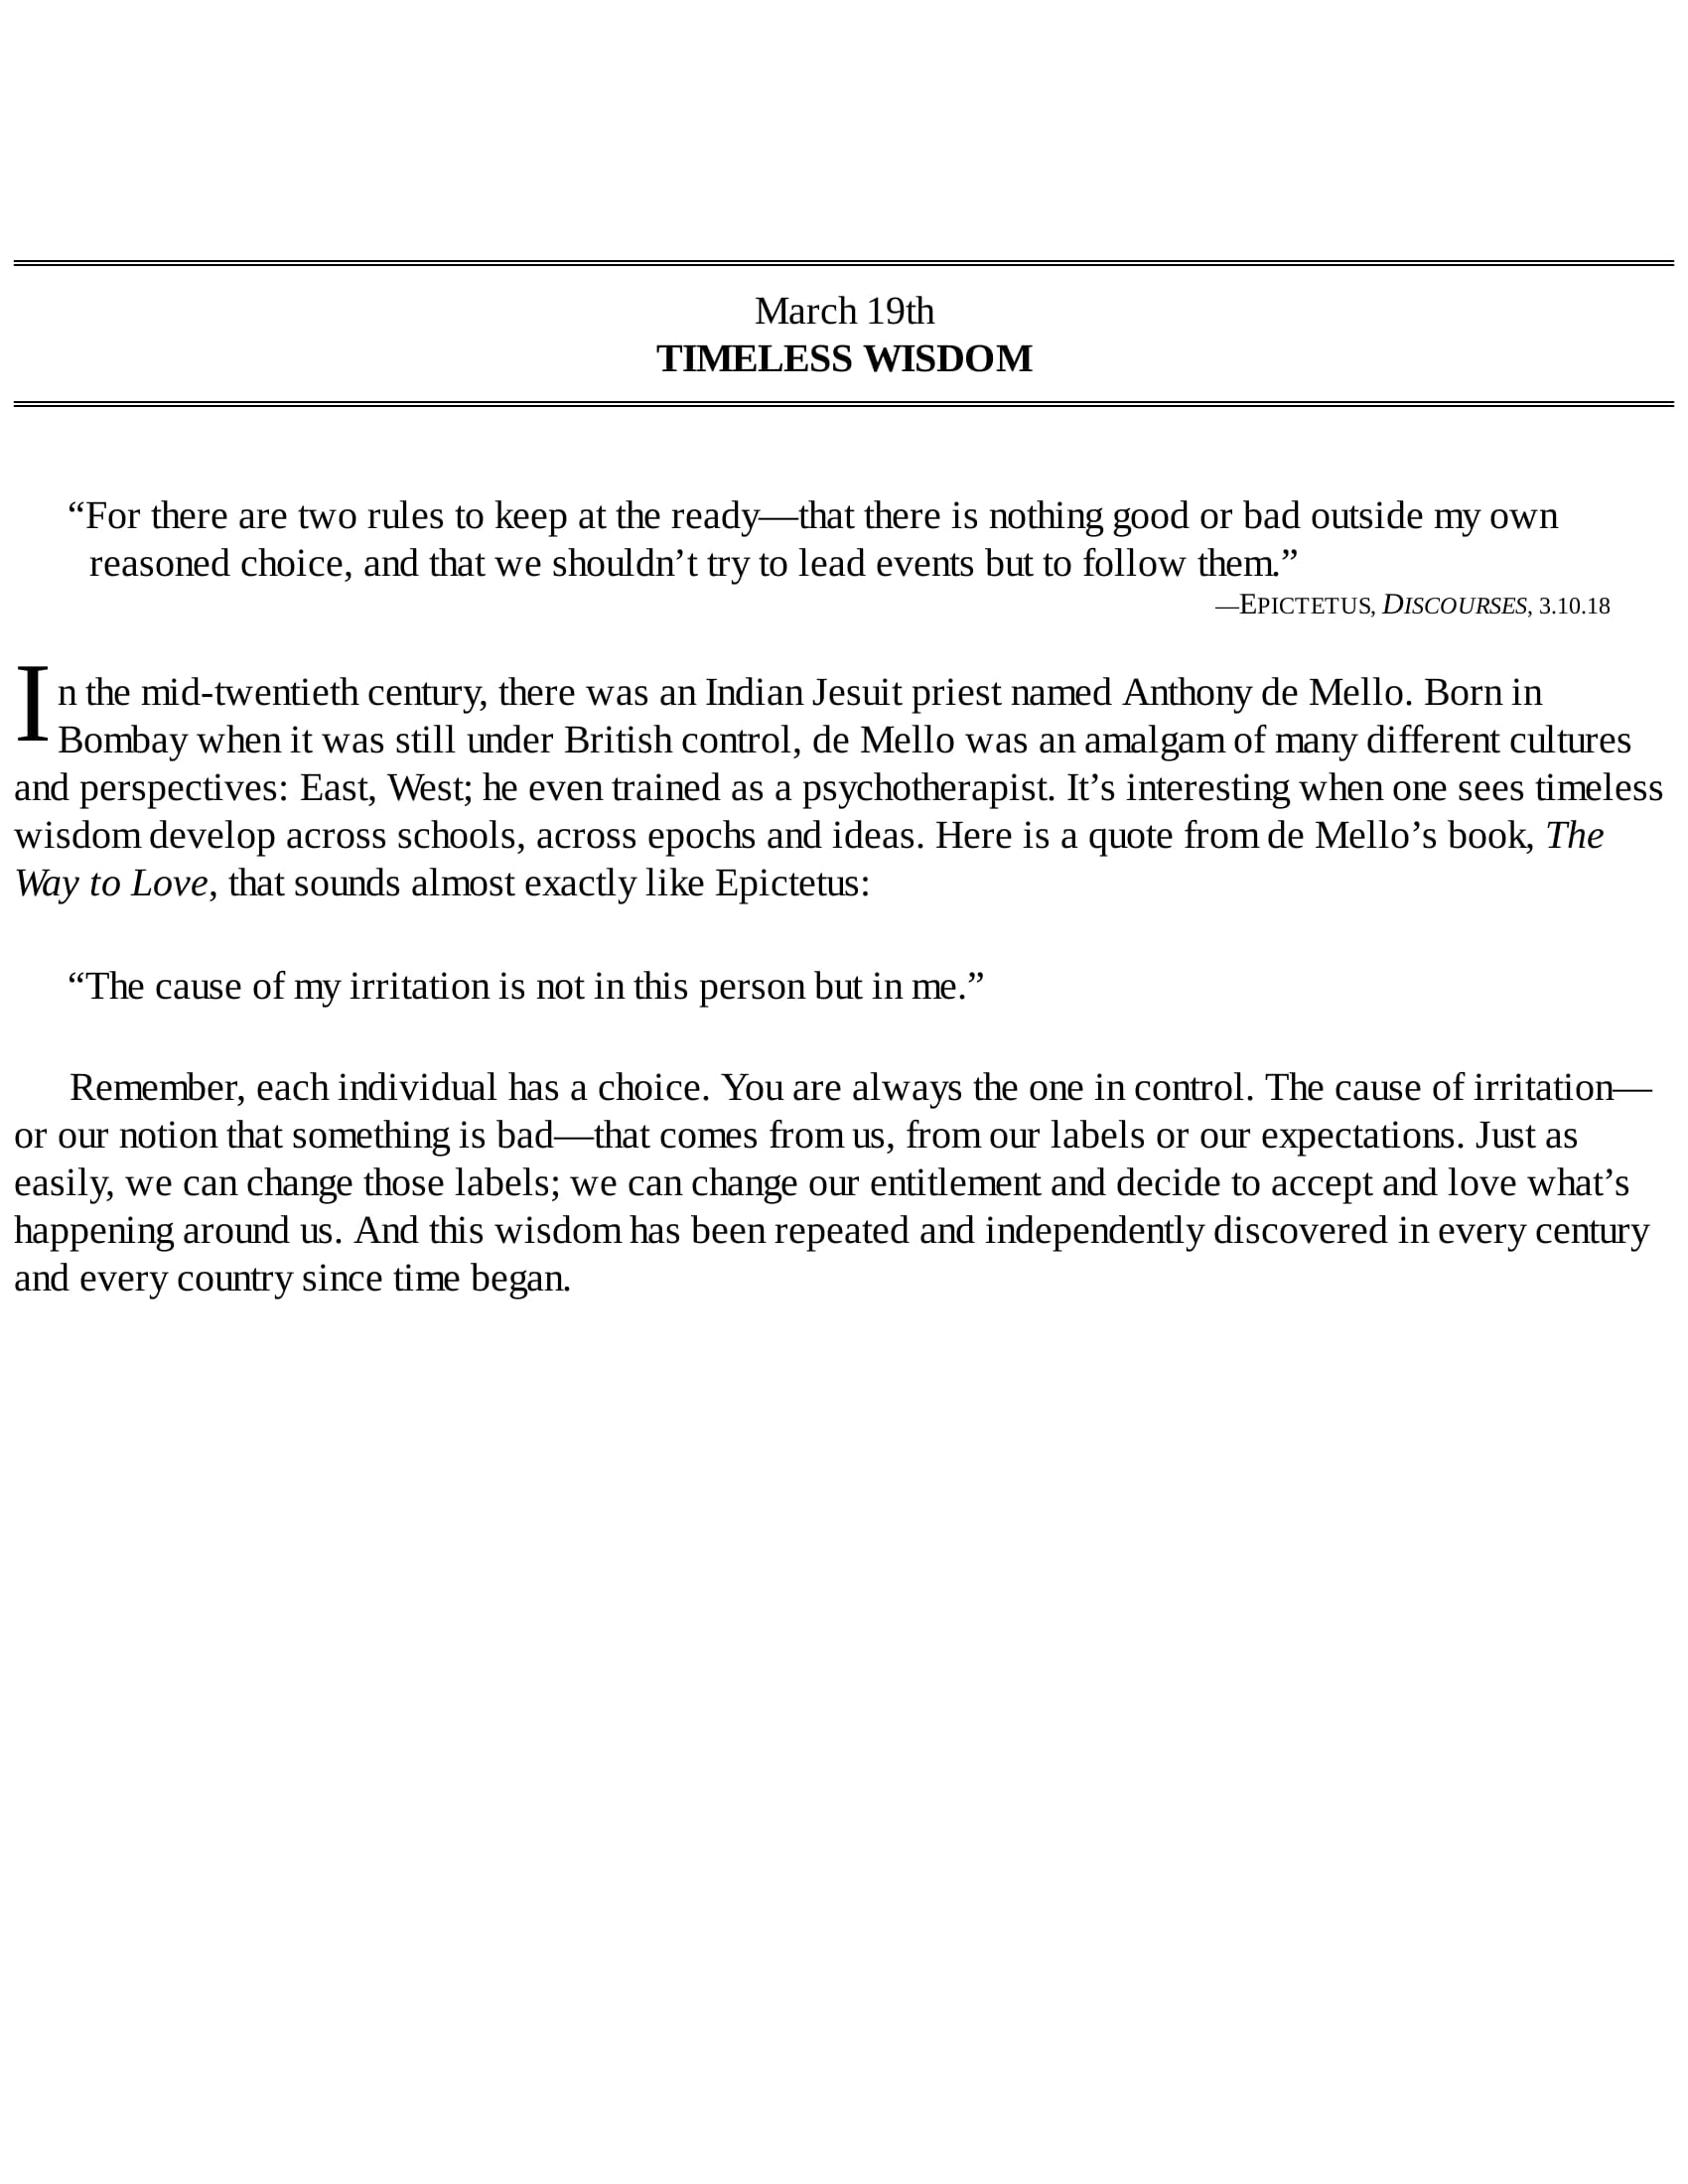 March 19th
TIMELESS WISDOM
“For there are two rules to keep at the ready—that there is nothing good or bad outside my own
reasoned choice, and that we shouldn’t try to lead events but to follow them.”
—EPICTETUS, DISCOURSES, 3.10.18
In the mid-twentieth century, there was an Indian Jesuit priest named Anthony de Mello. Born in
Bombay when it was still under British control, de Mello was an amalgam of many different cultures
and perspectives: East, West; he even trained as a psychotherapist. It’s interesting when one sees timeless
wisdom develop across schools, across epochs and ideas. Here is a quote from de Mello’s book, The
Way to Love, that sounds almost exactly like Epictetus:
“The cause of my irritation is not in this person but in me.”
Remember, each individual has a choice. You are always the one in control. The cause of irritation—
or our notion that something is bad—that comes from us, from our labels or our expectations. Just as
easily, we can change those labels; we can change our entitlement and decide to accept and love what’s
happening around us. And this wisdom has been repeated and independently discovered in every century
and every country since time began.